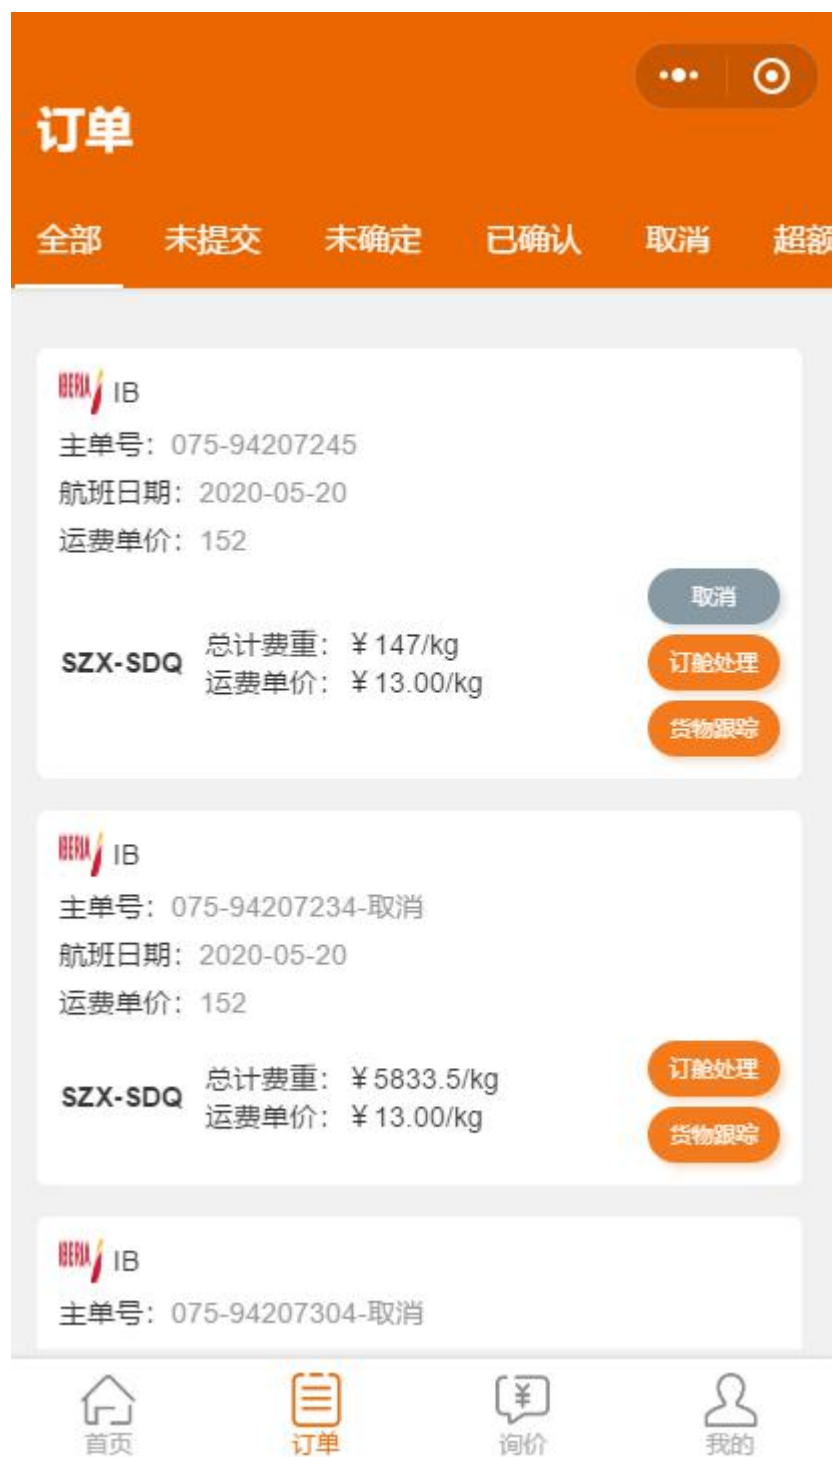 订单
全部 未提交 未确定 已确认 取消 超额
IBERIA IB
主单号：075-94207245
航班日期：2020-05-20
运费单价：152
取消
SZX-SDQ
总计费重：￥147/kg
运费单价：￥13.00/kg
订舱处理
货物跟踪
IBERIA IB
主单号：075-94207234-取消
航班日期：2020-05-20
运费单价：152
SZX-SDQ
总计费重：￥5833.5/kg
运费单价：￥13.00/kg
订舱处理
货物跟踪
IBERIA IB
主单号：075-94207304-取消
首页 订单 询价 我的